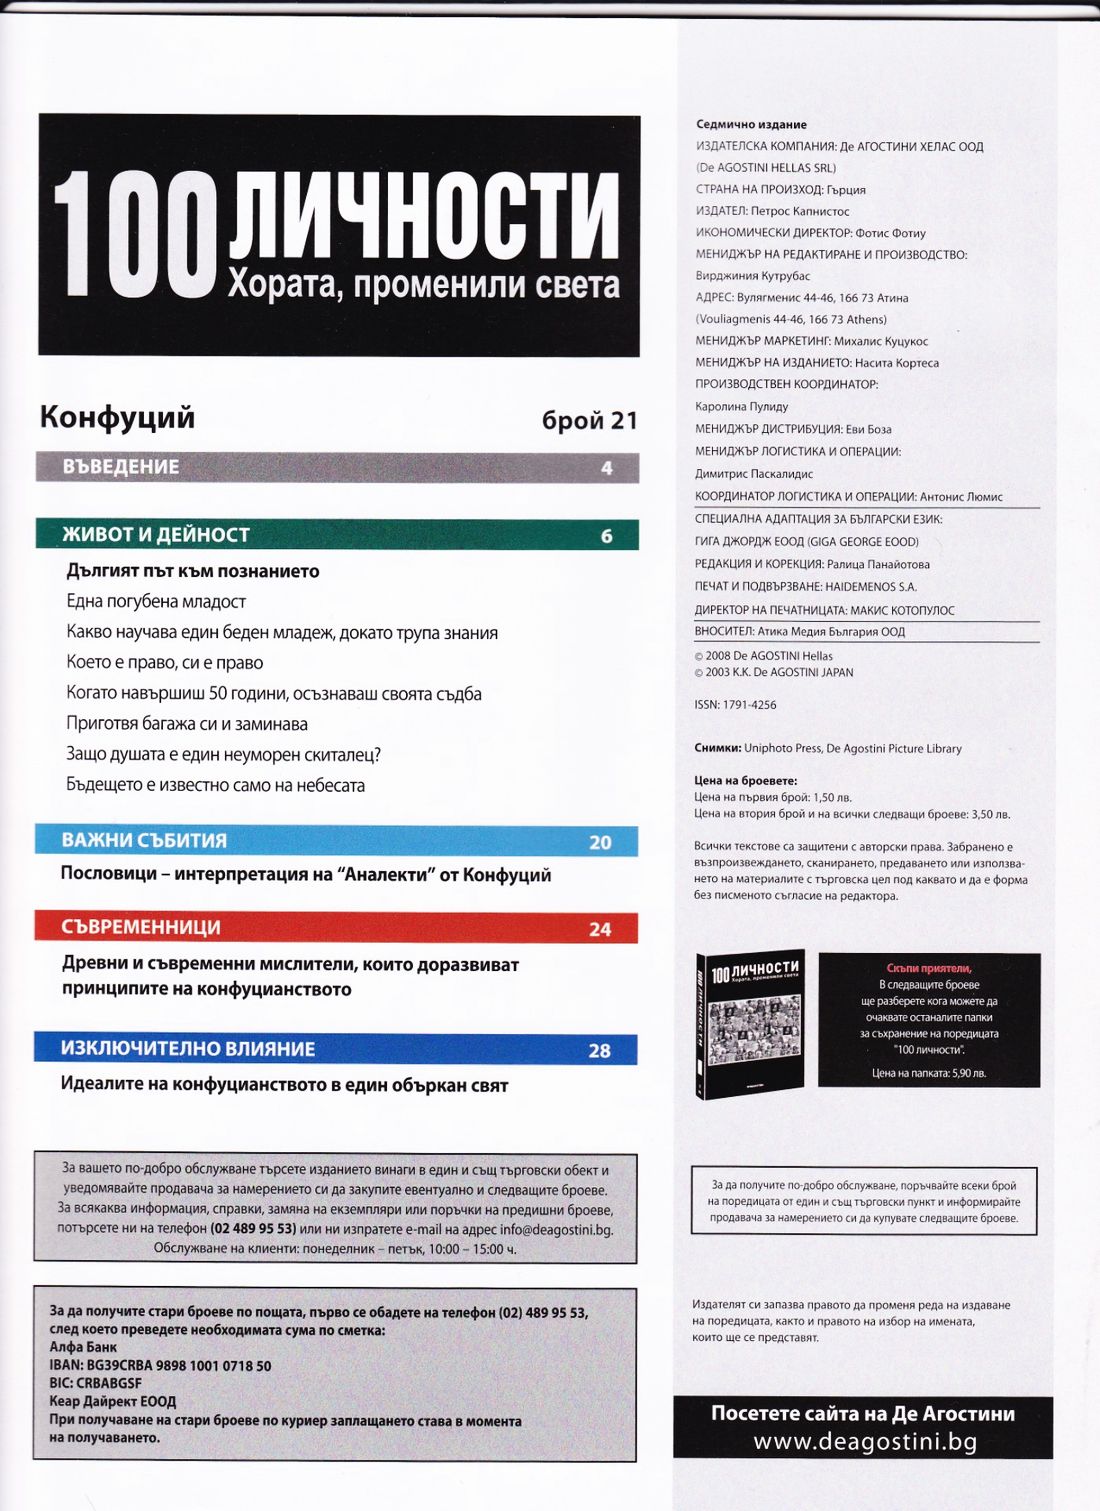 100 ЛИЧНОСТИ
Хората, променили света
Конфуций брой 21
ВЪВЕДЕНИЕ 4
ЖИВОТ И ДЕЙНОСТ 6
Дългият път към познанието
Една погубена младост
Какво научава един беден младеж, докато трупа знания
Което е право, си е право
Когато навършиш 50 години, осъзнаваш своята съдба
Приготвя багажа си и заминава
Защо душата е един неуморен скиталец?
Бъдещето е известно само на небесата
ВАЖНИ СЪБИТИЯ 20
Пословици – интерпретация на “Аналекти” от Конфуций
СЪВРЕМЕННИЦИ 24
Древни и съвременни мислители, които доразвиват
принципите на конфуцианството
ИЗКЛЮЧИТЕЛНО ВЛИЯНИЕ 28
Идеалите на конфуцианството в един объркан свят
За вашето по-добро обслужване търсете изданието винаги в един и същ търговски обект и
уведомявайте продавача за намерението си да закупите евентуално и следващите броеве.
За всякаква информация, справки, замяна на екземпляри или поръчки на предишни броеве,
потърсете ни на телефон (02 489 95 53) или ни изпратете e-mail на адрес info@deagostini.bg.
Обслужване на клиенти: понеделник – петък, 10:00 – 15:00 ч.
За да получите стари броеве по пощата, първо се обадете на телефон (02) 489 95 53,
след което преведете необходимата сума по сметка:
Алфа Банк
IBAN: BG39CRBA 9898 1001 0718 50
BIC: CRBABGSF
Кеар Дайрект ЕООД
При получаване на стари броеве по куриер заплащането става в момента
на получаването.
Седмично издание
ИЗДАТЕЛСКА КОМПАНИЯ: Де АГОСТИНИ ХЕЛАС ООД
(De AGOSTINI HELLAS SRL)
СТРАНА НА ПРОИЗХОД: Гърция
ИЗДАТЕЛ: Петрос Капнистос
ИКОНОМИЧЕСКИ ДИРЕКТОР: Фотис Фотиу
МЕНИДЖЪР НА РЕДАКТИРАНЕ И ПРОИЗВОДСТВО:
Вирджиния Кутрубас
АДРЕС: Вулягменис 44-46, 166 73 Атина
(Vouliagmenis 44-46, 166 73 Athens)
МЕНИДЖЪР МАРКЕТИНГ: Михалис Куцукос
МЕНИДЖЪР НА ИЗДАНИЕТО: Насита Кортеса
ПРОИЗВОДСТВЕН КООРДИНАТОР:
Каролина Пулиду
МЕНИДЖЪР ДИСТРИБУЦИЯ: Еви Боза
МЕНИДЖЪР ЛОГИСТИКА И ОПЕРАЦИИ:
Димитрис Паскалидис
КООРДИНАТОР ЛОГИСТИКА И ОПЕРАЦИИ: Антонис Люмис
СПЕЦИАЛНА АДАПТАЦИЯ ЗА БЪЛГАРСКИ ЕЗИК:
ГИГА ДЖОРДЖ ЕООД (GIGA GEORGE EOOD)
РЕДАКЦИЯ И КОРЕКЦИЯ: Ралица Панайотова
ПЕЧАТ И ПОДВЪРЗВАНЕ: HAIDEMENOS S.A.
ДИРЕКТОР НА ПЕЧАТНИЦАТА: МАКИС КОТОПУЛОС
ВНОСИТЕЛ: Атика Медия България ООД
© 2008 De AGOSTINI Hellas
© 2003 K.K. De AGOSTINI JAPAN
ISSN: 1791-4256
Снимки: Uniphoto Press, De Agostini Picture Library
Цена на броевете:
Цена на първия брой: 1,50 лв.
Цена на втория брой и на всички следващи броеве: 3,50 лв.
Всички текстове са защитени с авторски права. Забранено е
възпроизвеждането, сканирането, предаването или използва-
нето на материалите с търговска цел под каквато и да е форма
без писменото съгласие на редактора.
100 ЛИЧНОСТИ
Хората, променили света
100 ЛИЧНОСТИ
Скъпи приятели,
В следващите броеве
ще разберете кога можете да
очаквате останалите папки
за съхранение на поредицата
"100 личности".
Цена на папката: 5,90 лв.
За да получите по-добро обслужване, поръчвайте всеки брой
на поредицата от един и същ търговски пункт и информирайте
продавача за намерението си да купувате следващите броеве.
Издателят си запазва правото да променя реда на издаване
на поредицата, както и правото на избор на имената,
които ще се представят.
Посетете сайта на Де Агостини
www.deagostini.bg